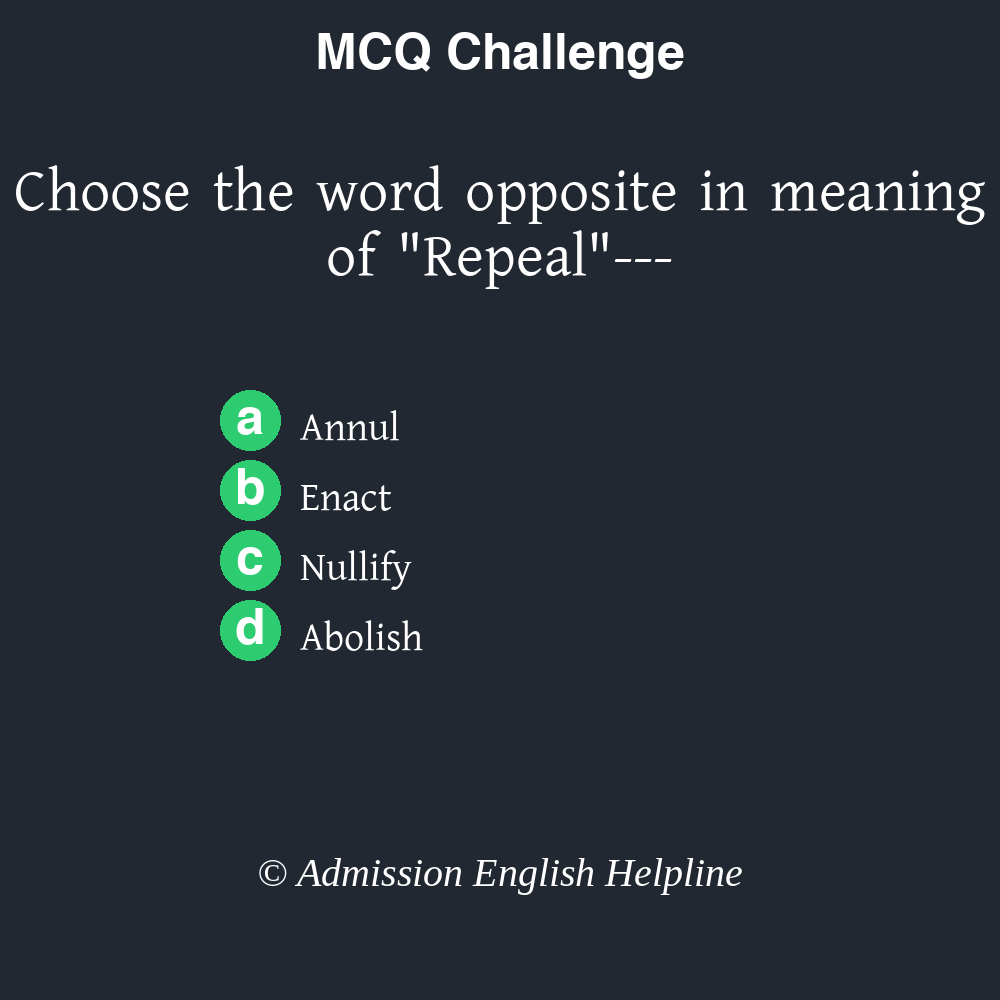 MCQ Challenge
Choose the word opposite in meaning
of "Repeal"---
a Annul
b Enact
c Nullify
d Abolish
© Admission English Helpline